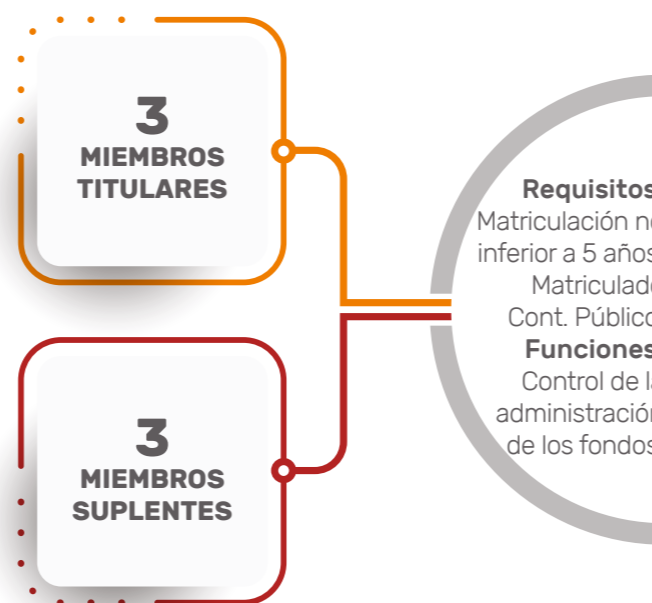 3
MIEMBROS
TITULARES
3
MIEMBROS
SUPLENTES
Requisitos
Matriculación no
inferior a 5 años
Matriculado
Cont. Público
Funciones
Control de la
administración
de los fondos